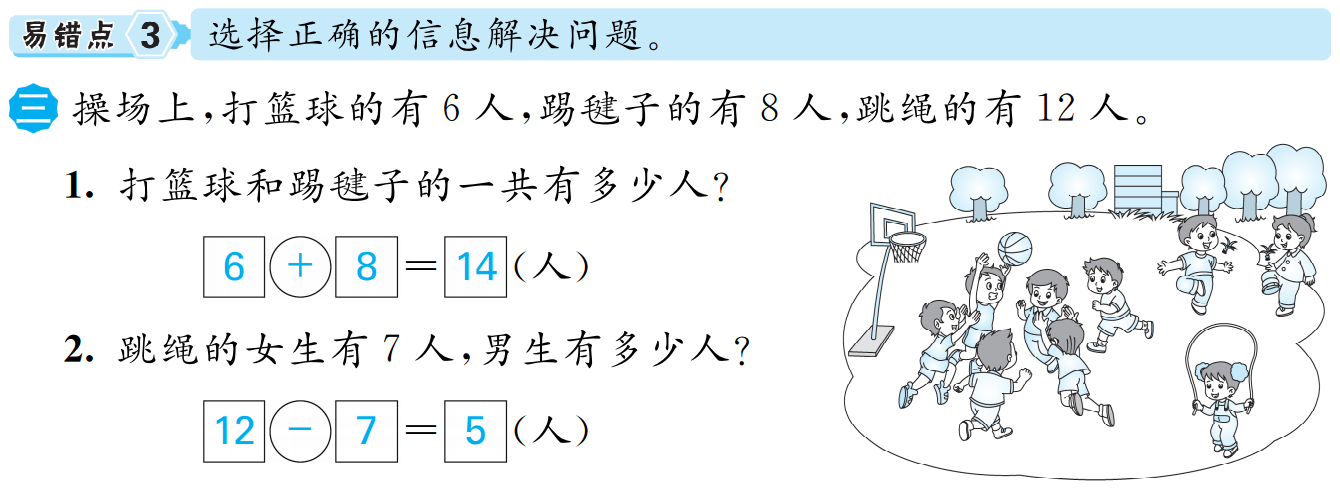 易错点 3 选择正确的信息解决问题。
三 操场上,打篮球的有 6 人,踢毽子的有 8 人,跳绳的有 12 人。
1. 打篮球和踢毽子的一共有多少人?
6 + 8 = 14 (人)
2. 跳绳的女生有 7 人,男生有多少人?
12 − 7 = 5 (人)